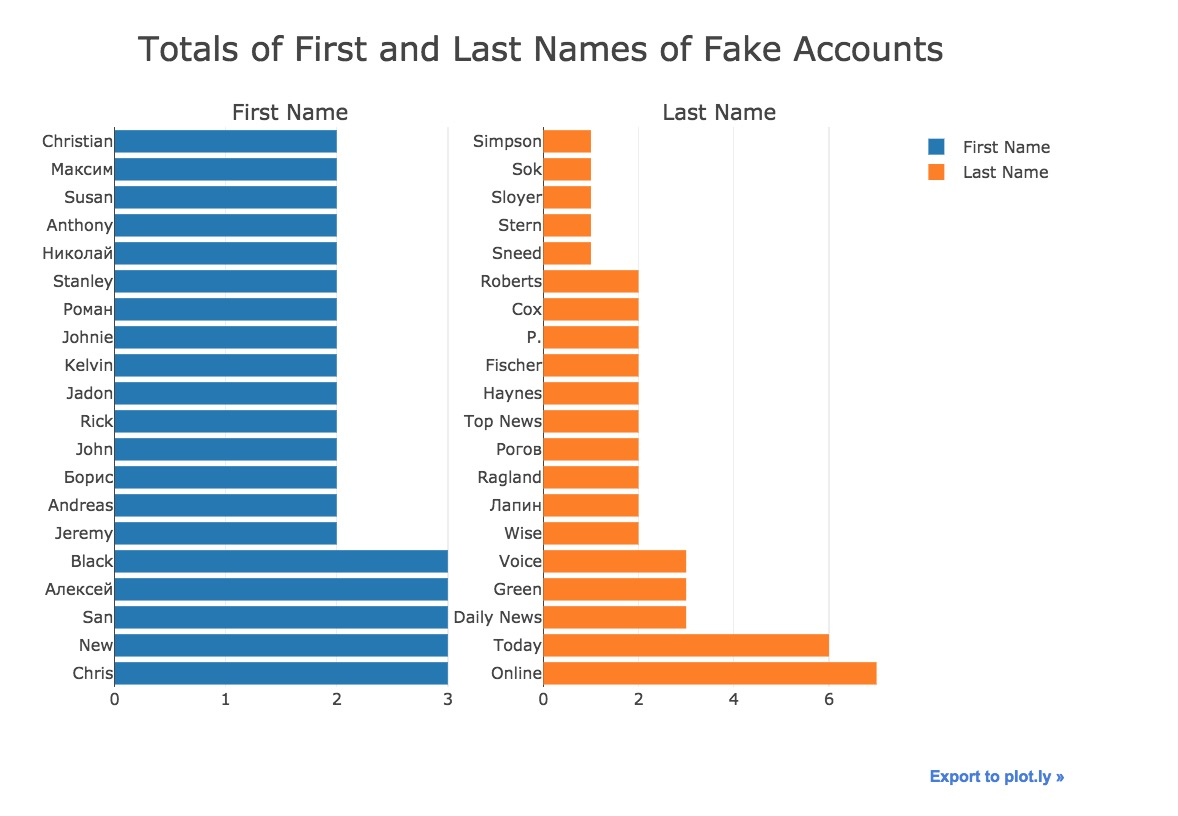 Totals of First and Last Names of Fake Accounts
First Name
Christian
Максим
Susan
Anthony
Николай
Stanley
Роман
Johnie
Kelvin
Jadon
Rick
John
Борис
Andreas
Jeremy
Black
Алексей
San
New
Chris
0 1 2 3
Last Name
Simpson
Sok
Sloyer
Stern
Sneed
Roberts
Cox
P.
Fischer
Haynes
Top News
Рогов
Ragland
Лапин
Wise
Voice
Green
Daily News
Today
Online
0 2 4 6
First Name
Last Name
Export to plot.ly »